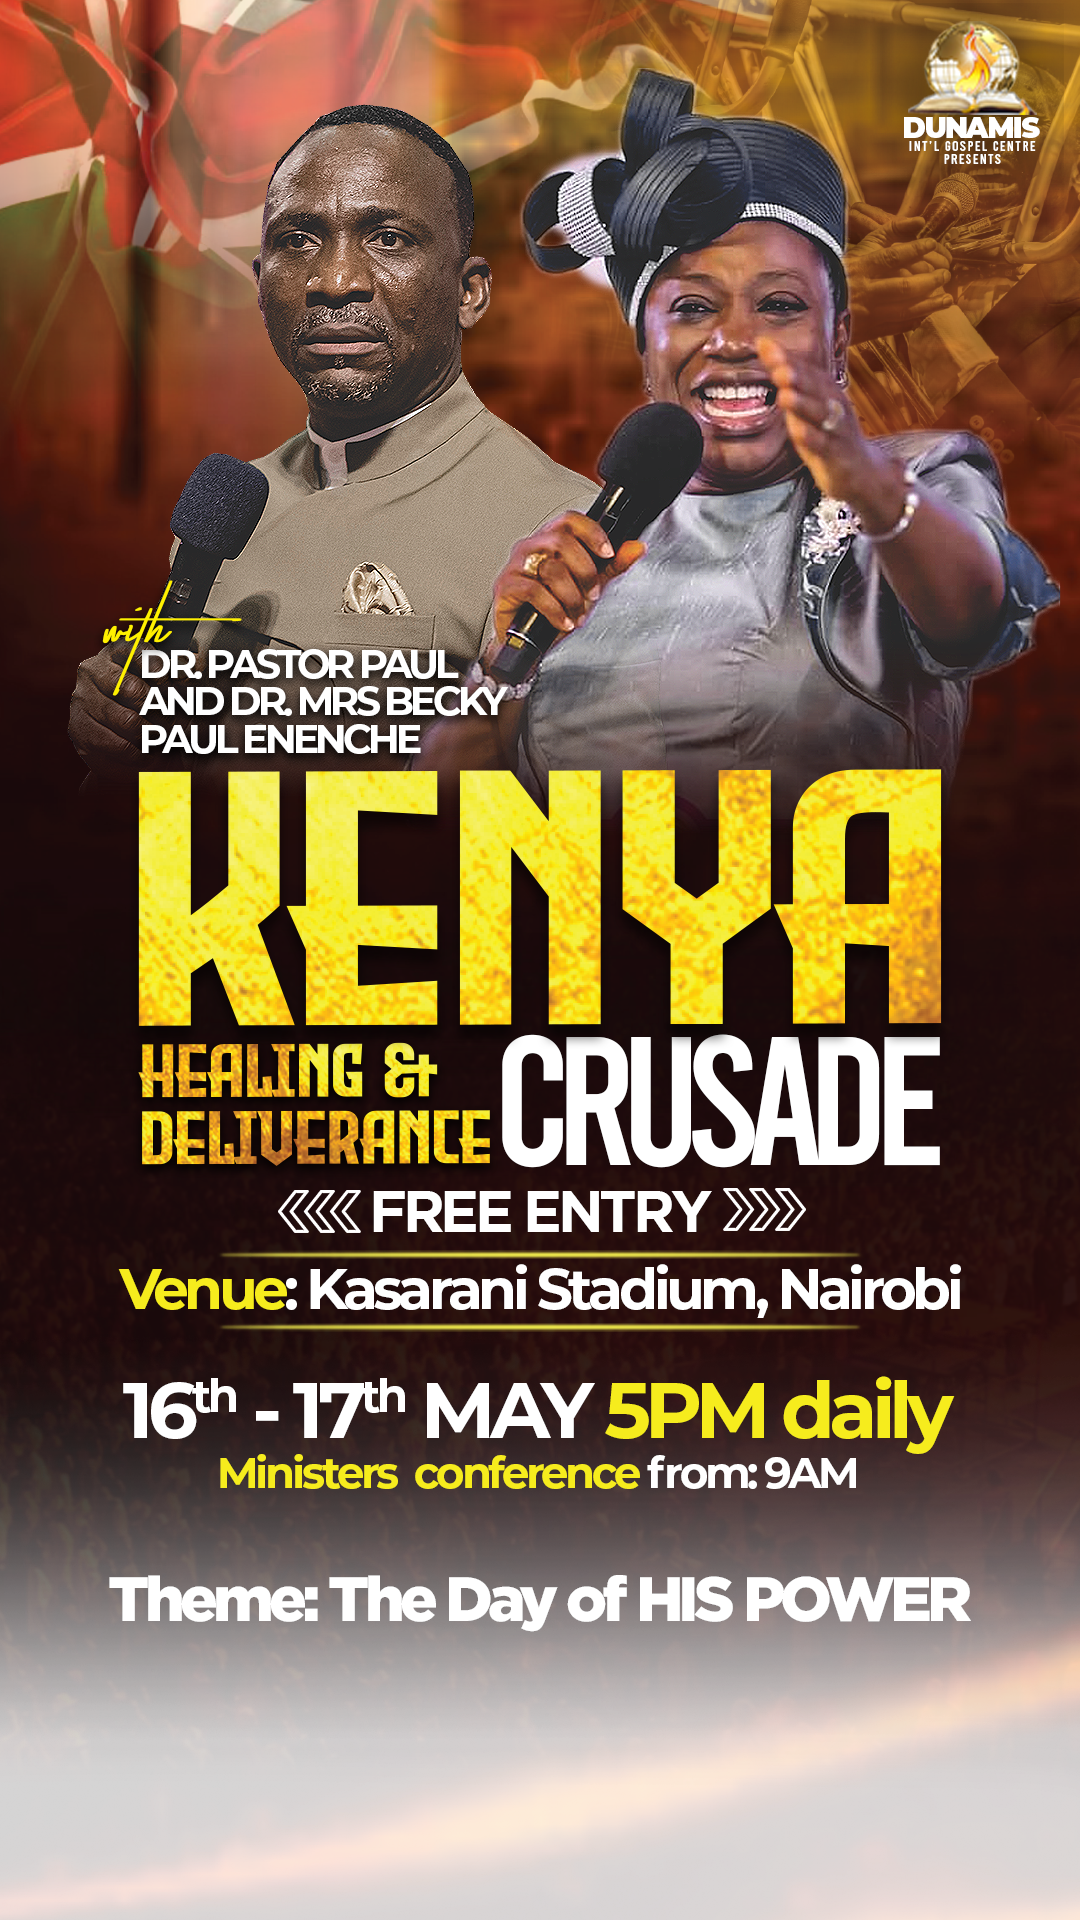 DUNAMIS
INT'L GOSPEL CENTRE
PRESENTS
with
DR. PASTOR PAUL
AND DR. MRS BECKY
PAUL ENENCHE
KENYA
HEALING &
DELIVERANCE
CRUSADE
FREE ENTRY
Venue: Kasarani Stadium, Nairobi
16th - 17th MAY 5PM daily
Ministers conference from: 9AM
Theme: The Day of HIS POWER